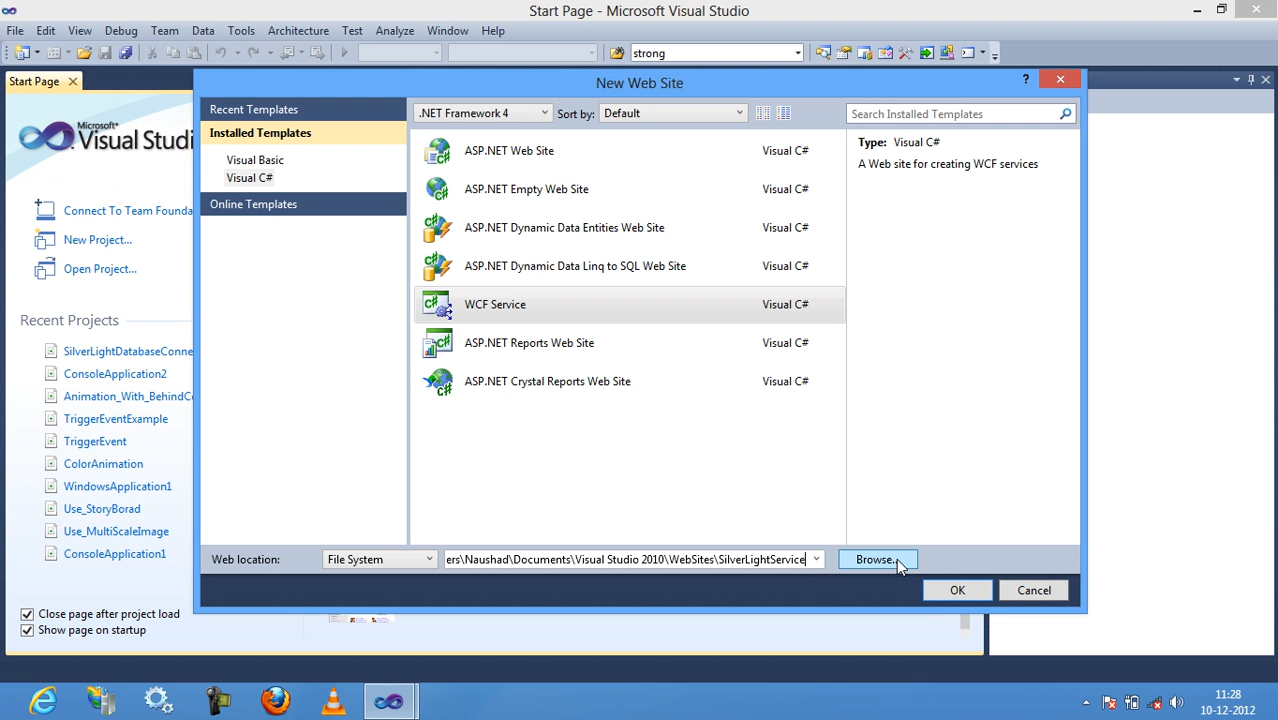 Start Page - Microsoft Visual Studio
File Edit View Debug Team Data Tools Architecture Test Analyze Window Help
strong
Start Page
New Web Site
Microsoft®
Visual Studi
Connect To Team Founda
New Project...
Open Project...
Recent Projects
SilverLightDatabaseConne
ConsoleApplication2
Animation_With_BehindCo
TriggerEventExample
TriggerEvent
ColorAnimation
WindowsApplication1
Use_StoryBorad
Use_MultiScaleImage
ConsoleApplication1
Close page after project load
Show page on startup
Recent Templates
Installed Templates
Visual Basic
Visual C#
Online Templates
.NET Framework 4 Sort by: Default
Search Installed Templates
ASP.NET Web Site Visual C#
ASP.NET Empty Web Site Visual C#
ASP.NET Dynamic Data Entities Web Site Visual C#
ASP.NET Dynamic Data Linq to SQL Web Site Visual C#
WCF Service Visual C#
ASP.NET Reports Web Site Visual C#
ASP.NET Crystal Reports Web Site Visual C#
Type: Visual C#
A Web site for creating WCF services
Web location: File System ers\Naushad\Documents\Visual Studio 2010\WebSites\SilverLightService Browse...
OK Cancel
11:28
10-12-2012